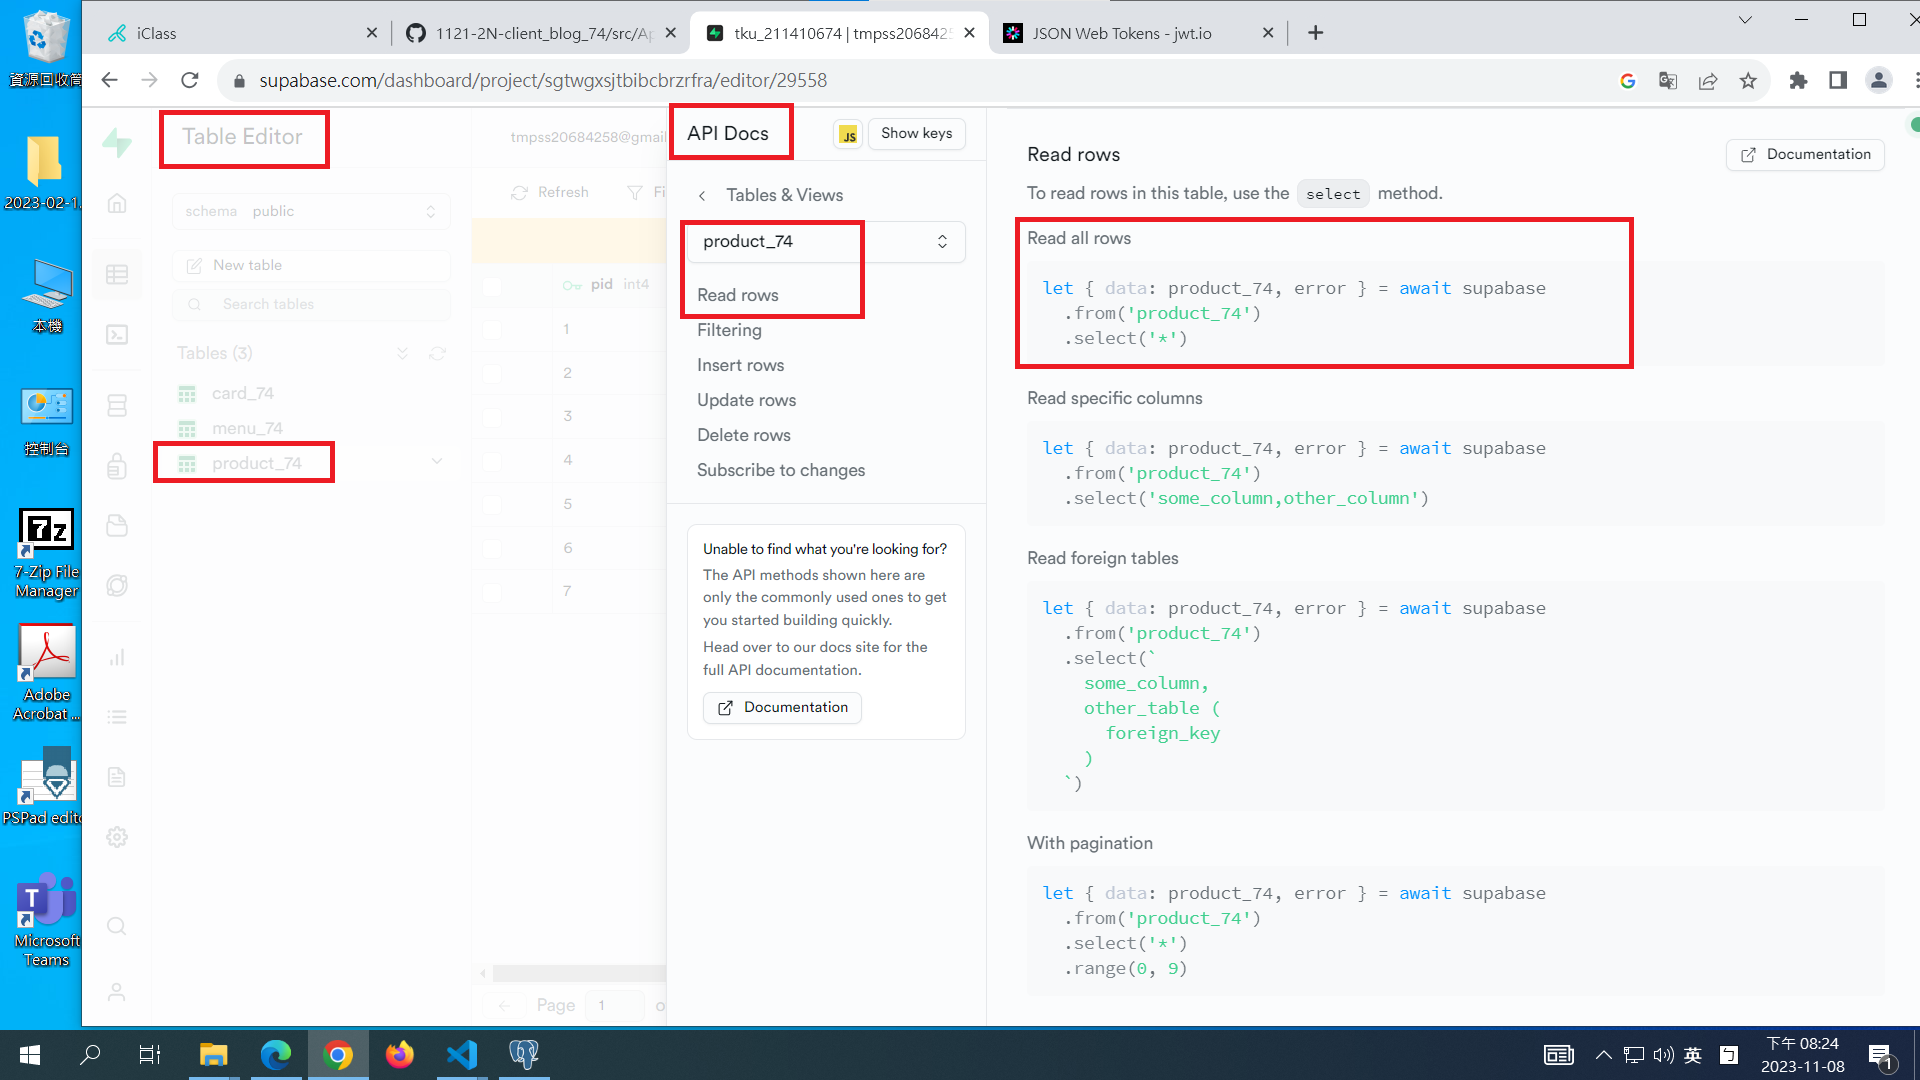 資源回收筒
2023-02-1...
本機
控制台
7-Zip File
Manager
Adobe
Acrobat ...
PSPad edito
Microsoft
Teams
iClass
1121-2N-client_blog_74/src/Ap
tku_211410674 | tmpss2068425
JSON Web Tokens - jwt.io
supabase.com/dashboard/project/sgtwgxsjtbibcbrzrfra/editor/29558
Table Editor
schema public
New table
Search tables
Tables (3)
card_74
menu_74
product_74
tmpss20684258@gmail
Refresh
Fi
pid int4
1
2
3
4
5
6
7
Page 1 o
API Docs
JS
Show keys
Tables & Views
product_74
Read rows
Filtering
Insert rows
Update rows
Delete rows
Subscribe to changes
Unable to find what you're looking for?
The API methods shown here are
only the commonly used ones to get
you started building quickly.
Head over to our docs site for the
full API documentation.
Documentation
Read rows
Documentation
To read rows in this table, use the select method.
Read all rows
let { data: product_74, error } = await supabase
.from('product_74')
.select('*')
Read specific columns
let { data: product_74, error } = await supabase
.from('product_74')
.select('some_column,other_column')
Read foreign tables
let { data: product_74, error } = await supabase
.from('product_74')
.select(`
some_column,
other_table (
foreign_key
)
`)
With pagination
let { data: product_74, error } = await supabase
.from('product_74')
.select('*')
.range(0, 9)
英
ㄅ
下午 08:24
2023-11-08
1